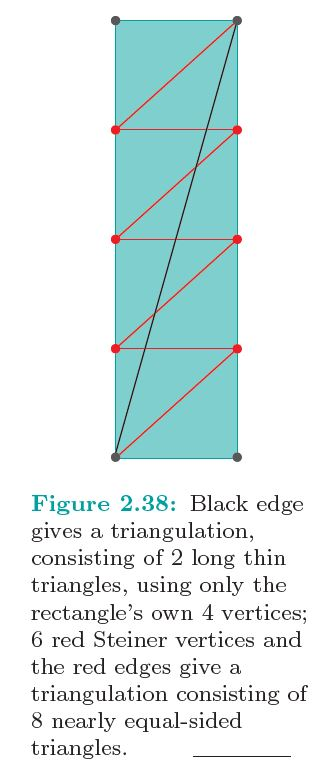 Figure 2.38: Black edge
gives a triangulation,
consisting of 2 long thin
triangles, using only the
rectangle's own 4 vertices;
6 red Steiner vertices and
the red edges give a
triangulation consisting of
8 nearly equal-sided
triangles.